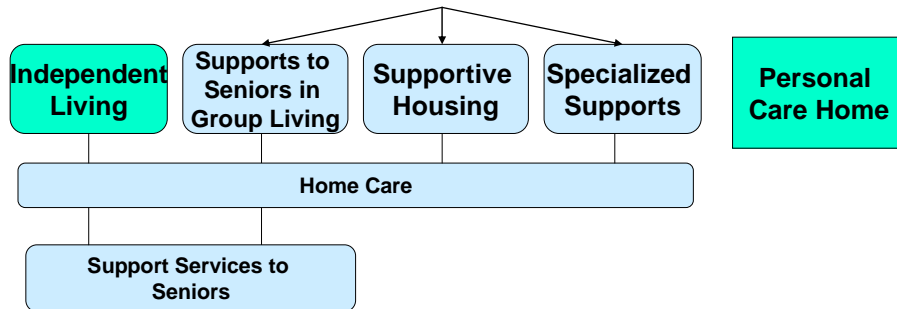 Independent
Living
Supports to
Seniors in
Group Living
Supportive
Housing
Specialized
Supports
Personal
Care Home
Home Care
Support Services to
Seniors